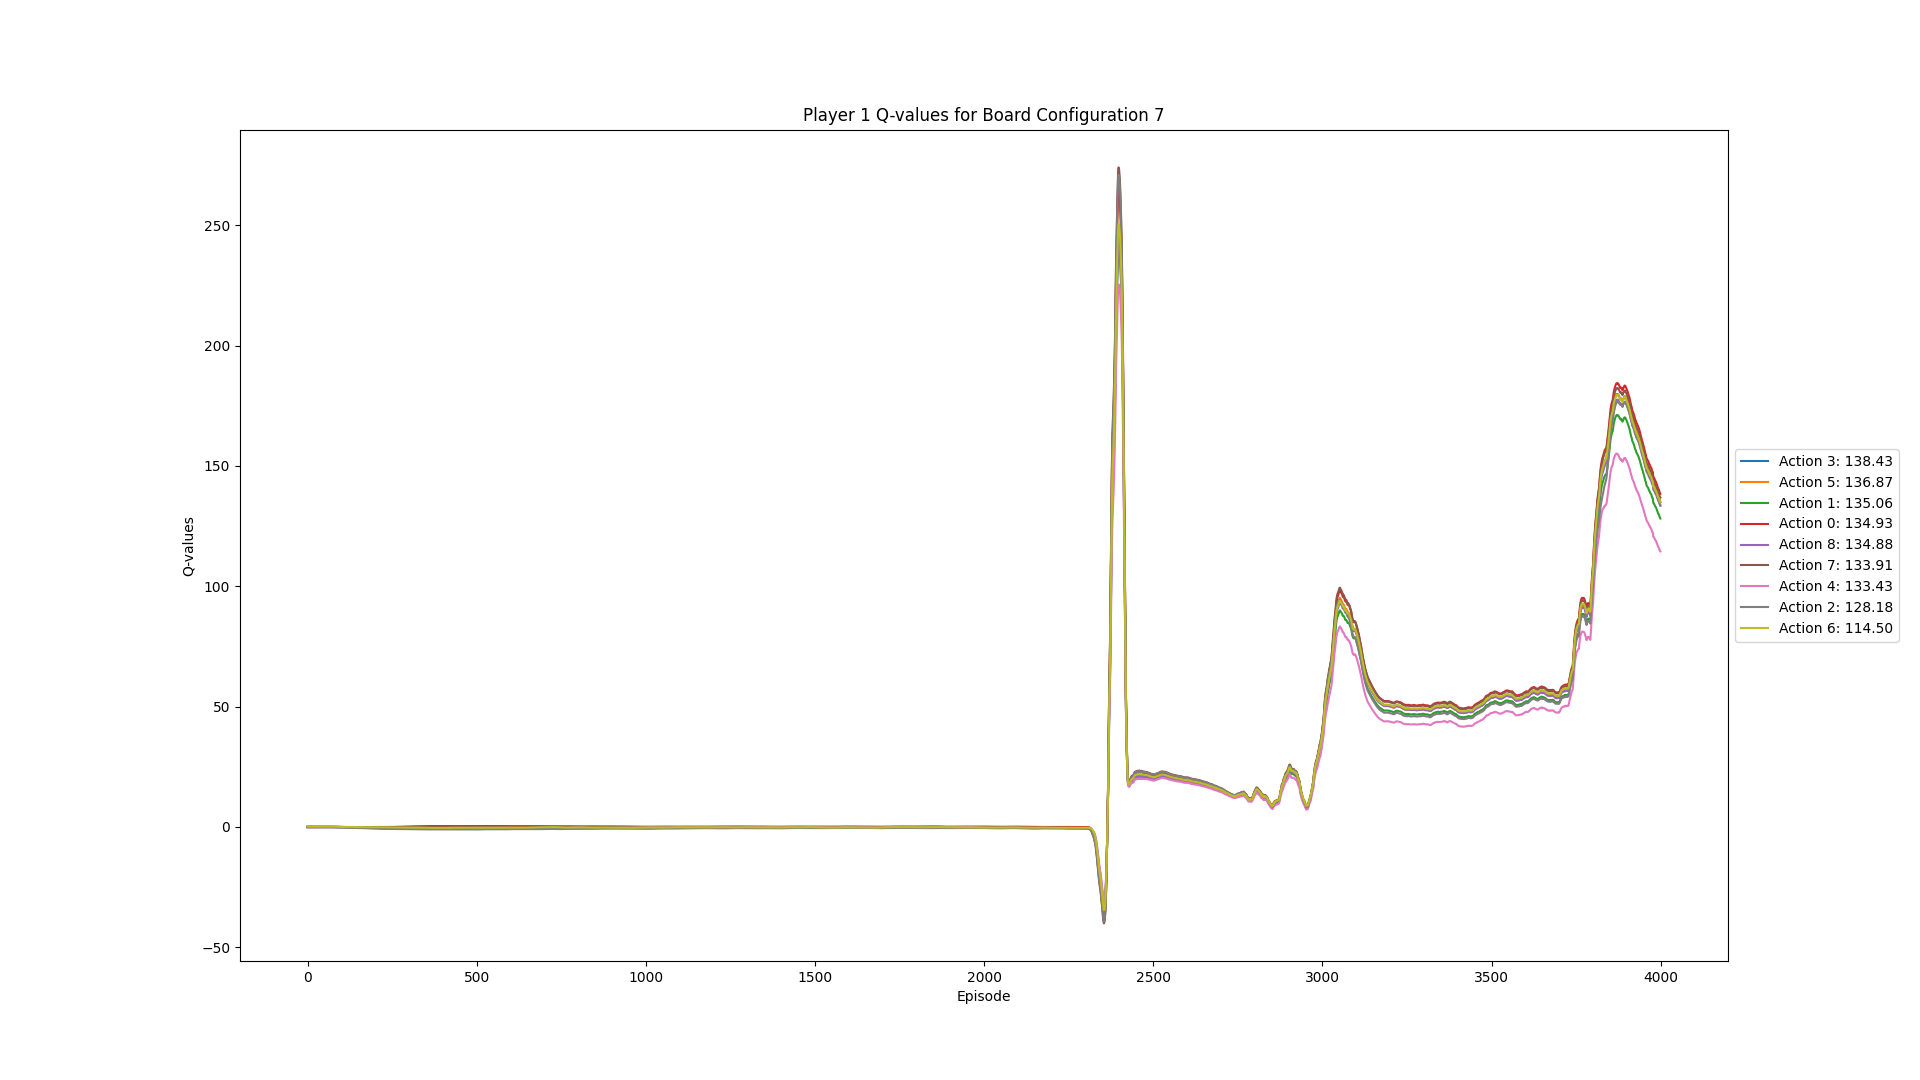 Player 1 Q-values for Board Configuration 7
Q-values
250
200
150
100
50
0
−50
0 500 1000 1500 2000 2500 3000 3500 4000
Episode
Action 3: 138.43
Action 5: 136.87
Action 1: 135.06
Action 0: 134.93
Action 8: 134.88
Action 7: 133.91
Action 4: 133.43
Action 2: 128.18
Action 6: 114.50